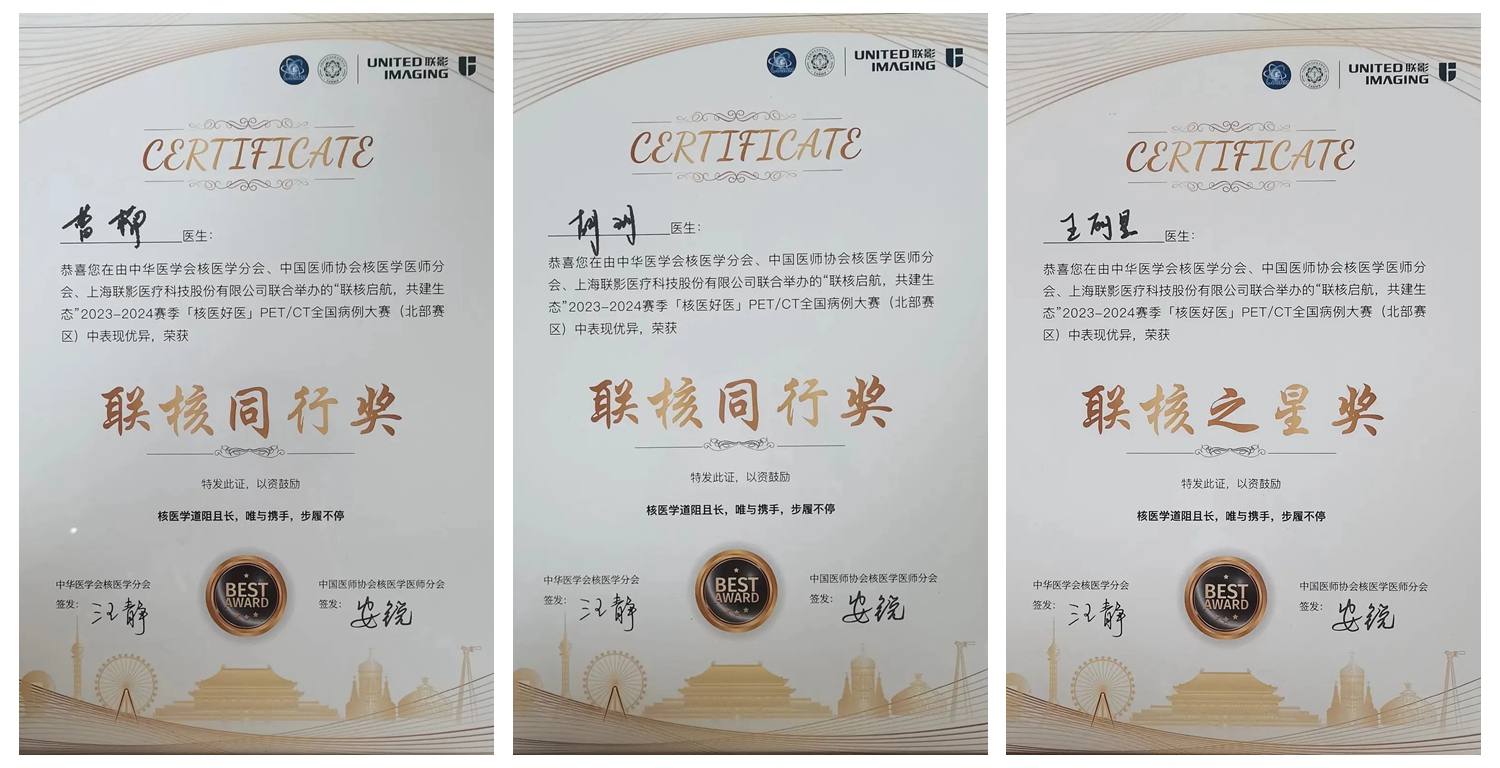 UNITED 联影
IMAGING
CERTIFICATE
曹柳 医生:
恭喜您在由中华医学会核医学分会、中国医师协会核医学医师分
会、上海联影医疗科技股份有限公司联合举办的“联核启航，共建生
态”2023-2024赛季「核医好医」PET/CT全国病例大赛（北部赛
区）中表现优异，荣获
联核同行奖
特发此证，以资鼓励
核医学道阻且长，唯与携手，步履不停
中华医学会核医学分会
签发: 汪静
BEST
AWARD
中国医师协会核医学医师分会
签发: 安锐
UNITED 联影
IMAGING
CERTIFICATE
医生:
恭喜您在由中华医学会核医学分会、中国医师协会核医学医师分
会、上海联影医疗科技股份有限公司联合举办的“联核启航，共建生
态”2023-2024赛季「核医好医」PET/CT全国病例大赛（北部赛
区）中表现优异，荣获
联核同行奖
特发此证，以资鼓励
核医学道阻且长，唯与携手，步履不停
中华医学会核医学分会
签发: 汪静
BEST
AWARD
中国医师协会核医学医师分会
签发: 安锐
UNITED 联影
IMAGING
CERTIFICATE
医生:
恭喜您在由中华医学会核医学分会、中国医师协会核医学医师分
会、上海联影医疗科技股份有限公司联合举办的“联核启航，共建生
态”2023-2024赛季「核医好医」PET/CT全国病例大赛（北部赛
区）中表现优异，荣获
联核之星奖
特发此证，以资鼓励
核医学道阻且长，唯与携手，步履不停
中华医学会核医学分会
签发: 汪静
BEST
AWARD
中国医师协会核医学医师分会
签发: 安锐